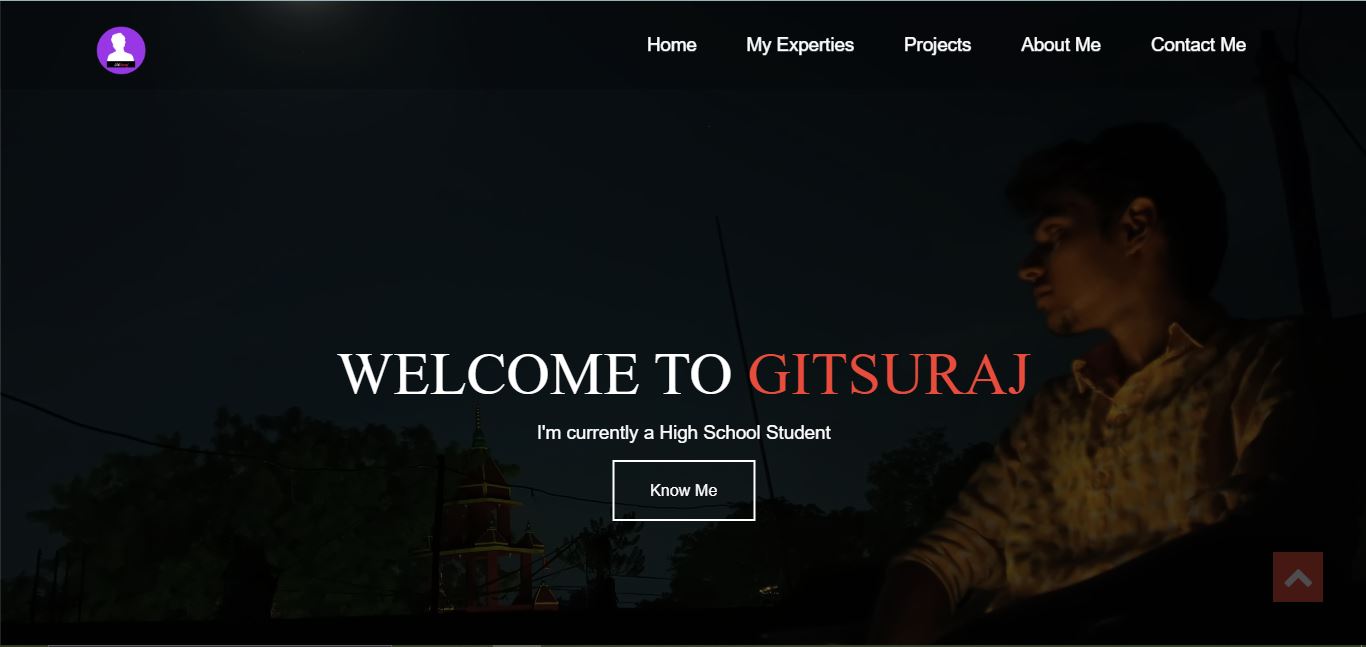 Home
My Experties
Projects
About Me
Contact Me
WELCOME TO GITSURAJ
I'm currently a High School Student
Know Me